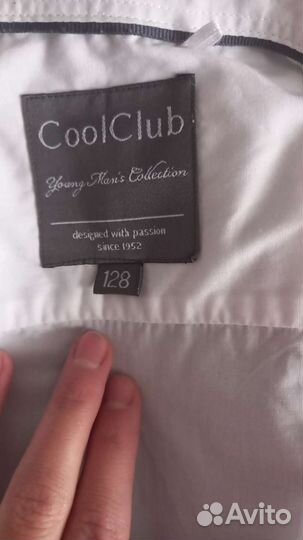 CoolClub
Young Man's Collection
designed with passion
since 1952
128
Avito